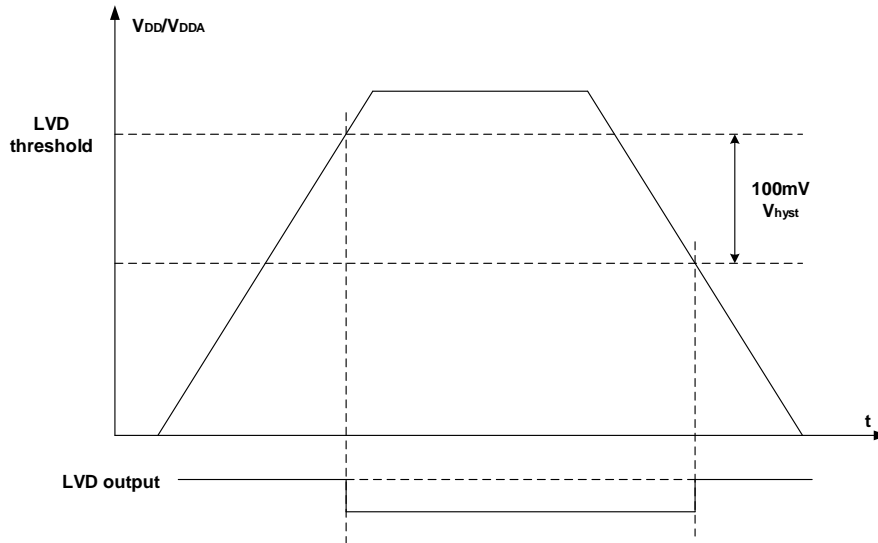 VDD/VDDA
LVD
threshold
100mV
Vhyst
t
LVD output